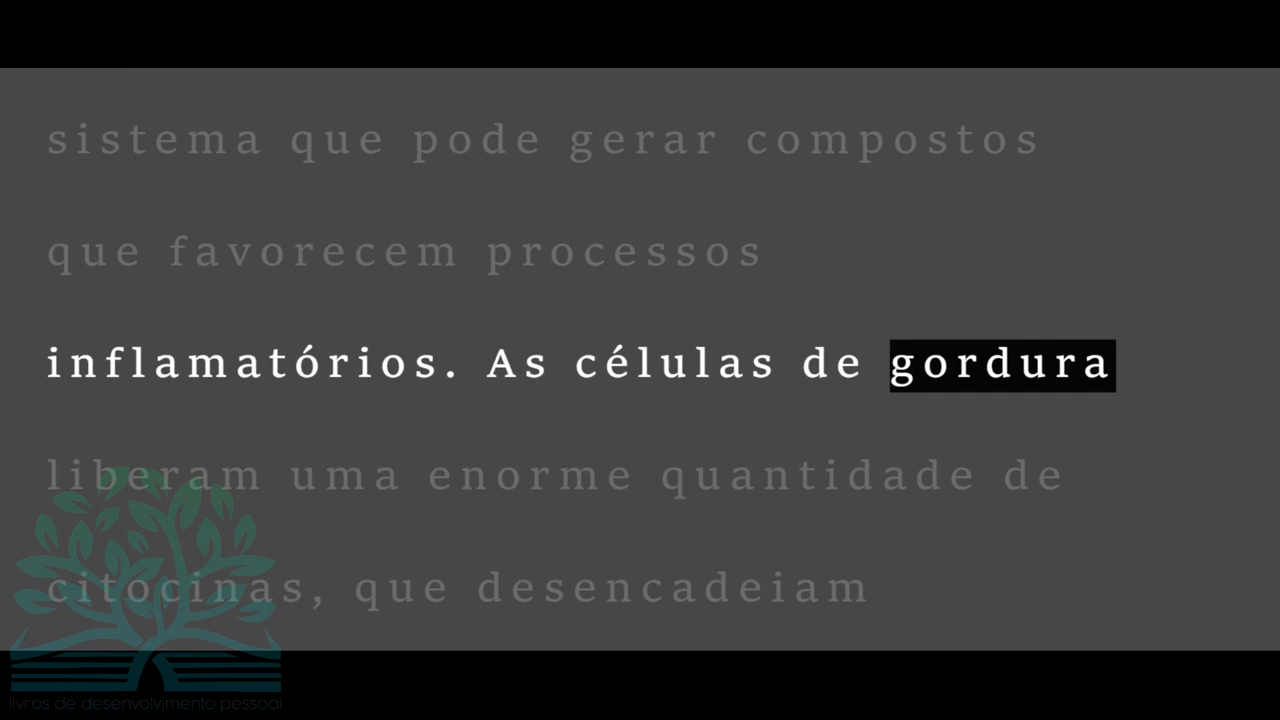 sistema que pode gerar compostos
que favorecem processos
inflamatórios. As células de gordura
liberam uma enorme quantidade de
citocinas, que desencadeiam
livros de desenvolvimento pessoal